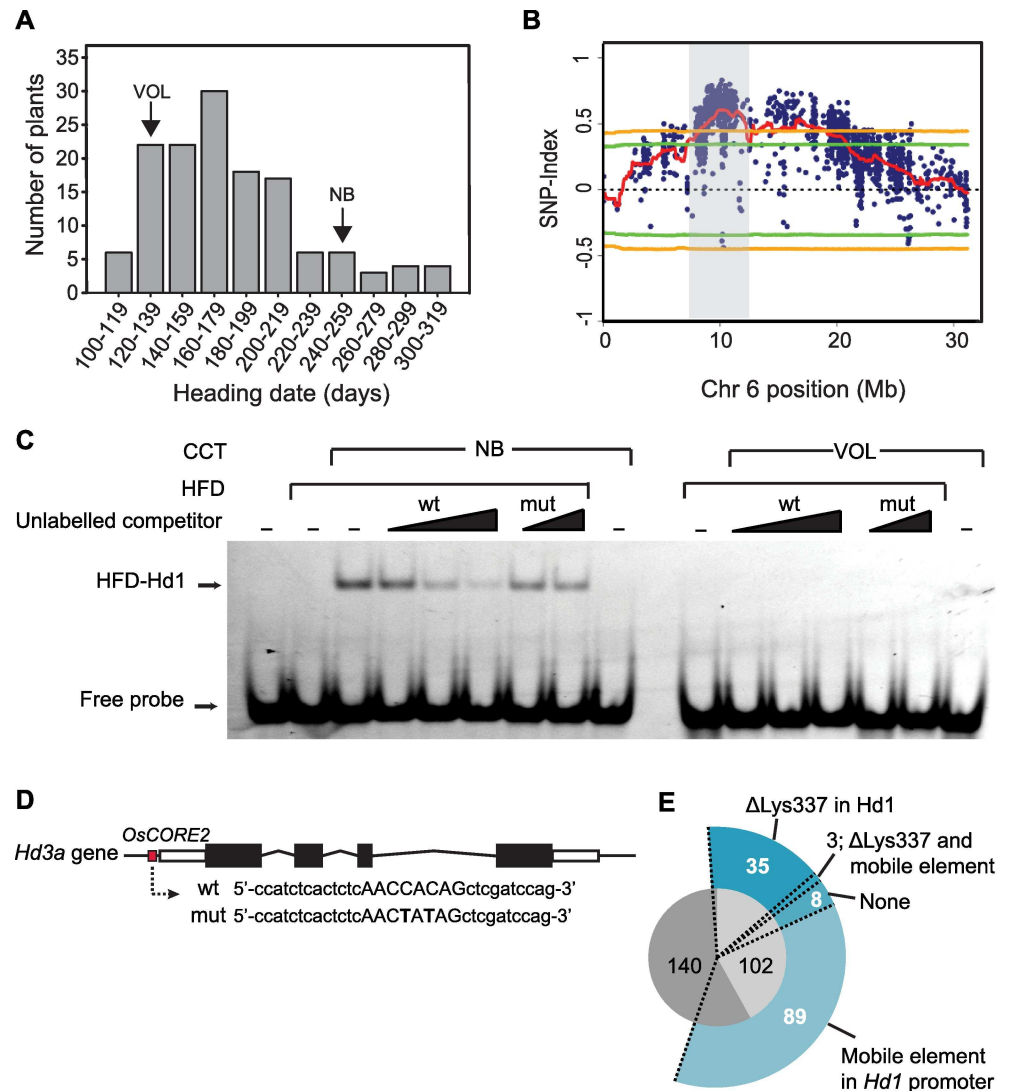 A
Number of plants
35
30
25
20
15
10
5
0
VOL
NB
100-119
120-139
140-159
160-179
180-199
200-219
220-239
240-259
260-279
280-299
300-319
Heading date (days)
B
SNP-Index
1
0.5
0
-0.5
-1
0
10
20
30
Chr 6 position (Mb)
C
CCT
NB
VOL
HFD
wt
mut
wt
mut
Unlabelled competitor
– – – – – –
HFD-Hd1
Free probe
D
OsCORE2
Hd3a gene
wt 5'-ccatctcactctcAACCACAGctcgatccag-3'
mut 5'-ccatctcactctcAACTATAGctcgatccag-3'
E
ΔLys337 in Hd1
35
3; ΔLys337 and
mobile element
8
None
140
102
89
Mobile element
in Hd1 promoter